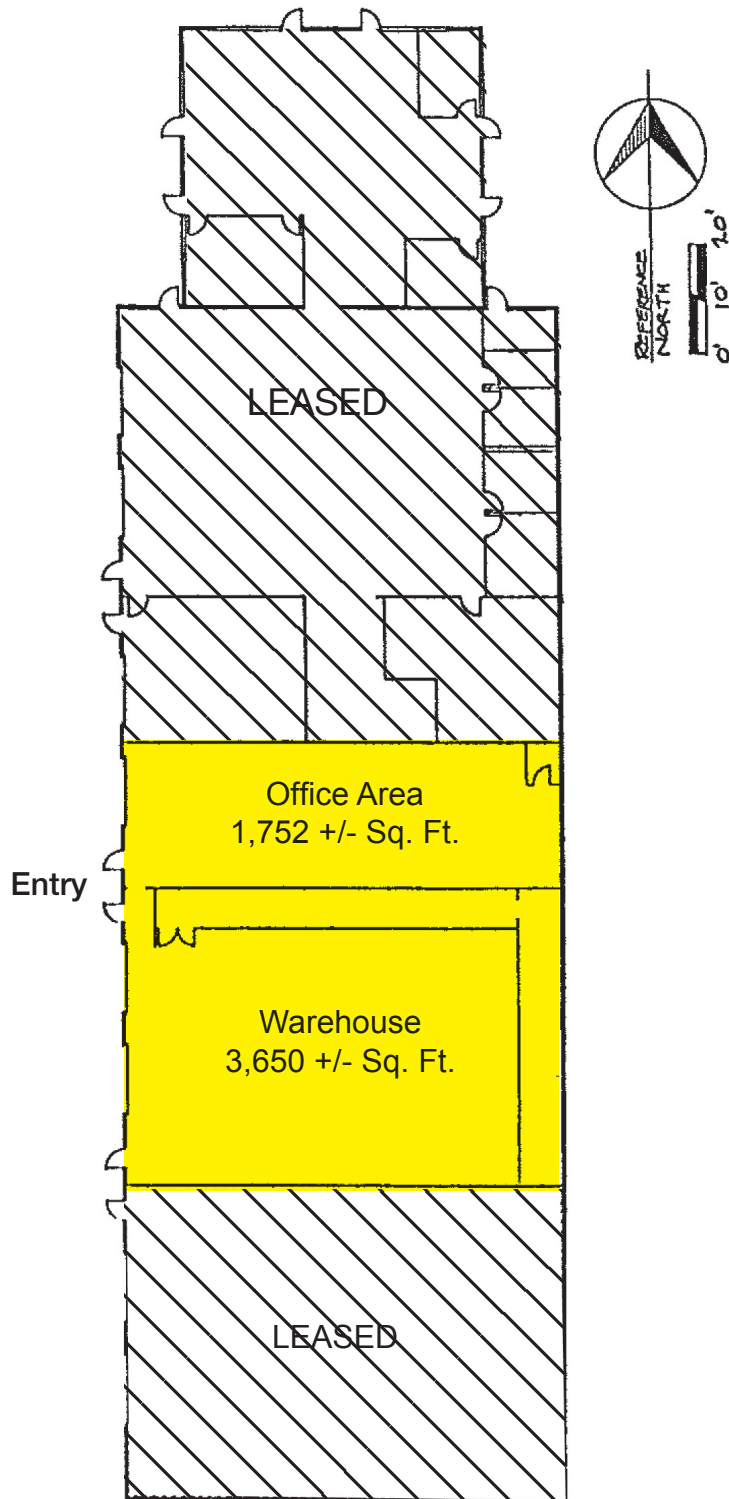 REFERENCE
NORTH
0' 10' 20'
LEASED
Office Area
1,752 +/- Sq. Ft.
Entry
Warehouse
3,650 +/- Sq. Ft.
LEASED